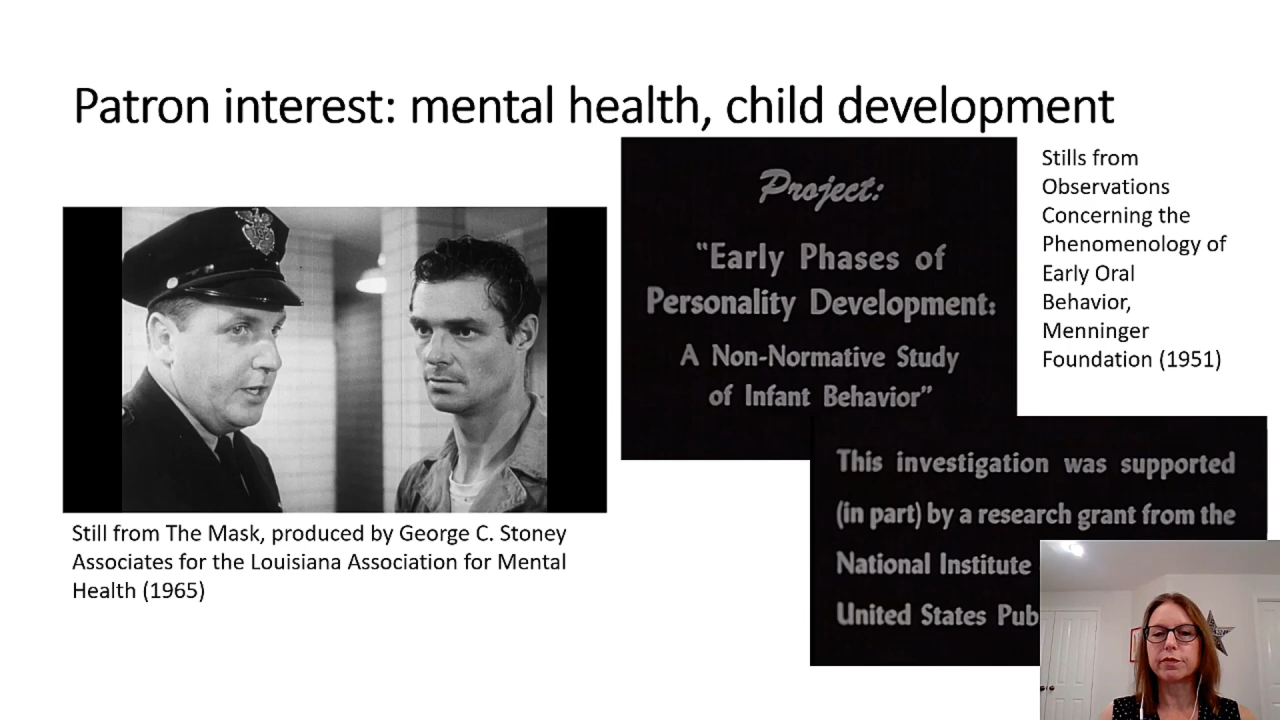 Patron interest: mental health, child development
Still from The Mask, produced by George C. Stoney
Associates for the Louisiana Association for Mental
Health (1965)
Project:
"Early Phases of
Personality Development:
A Non-Normative Study
of Infant Behavior"
This investigation was supported
(in part) by a research grant from the
National Institute
United States Pub
Stills from
Observations
Concerning the
Phenomenology of
Early Oral
Behavior,
Menninger
Foundation (1951)